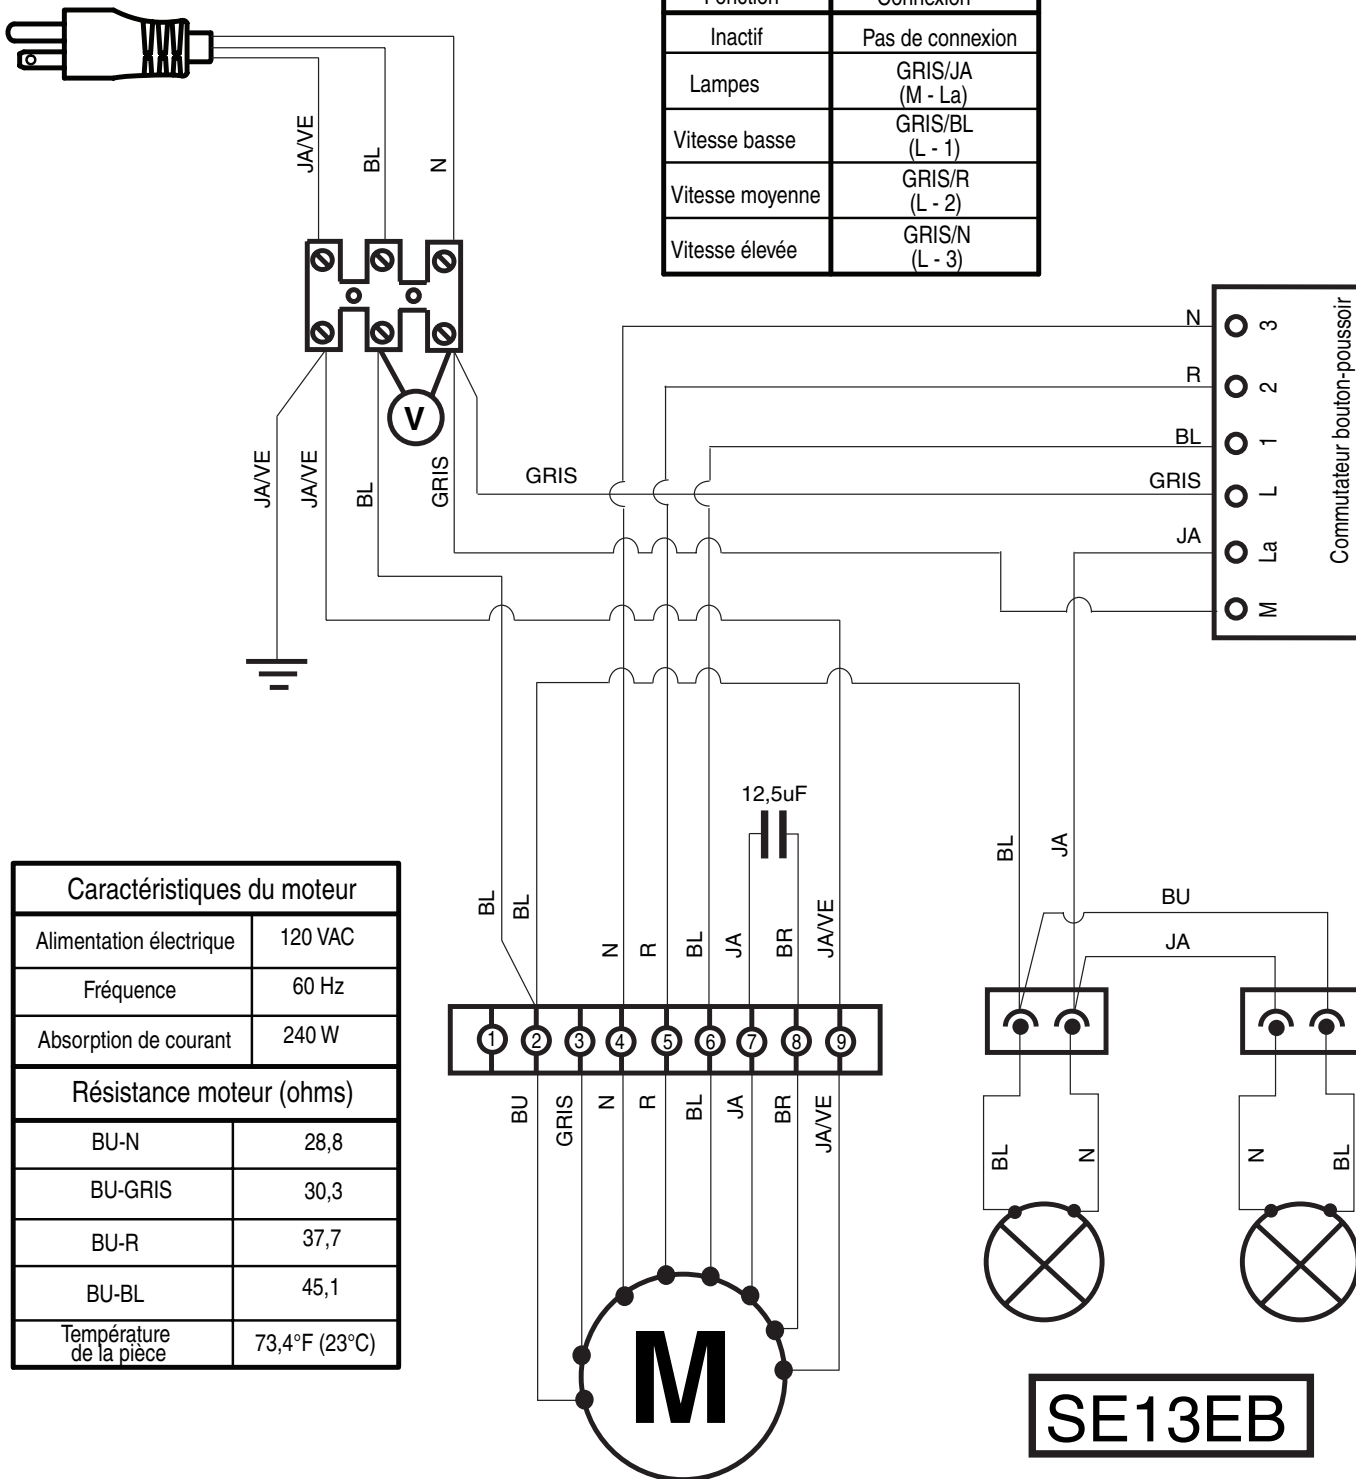 Fonction
Connexion
Inactif
Pas de connexion
Lampes
GRIS/JA
(M - La)
Vitesse basse
GRIS/BL
(L - 1)
Vitesse moyenne
GRIS/R
(L - 2)
Vitesse élevée
GRIS/N
(L - 3)
JA/VE
BL
N
V
JA/VE
JA/VE
BL
GRIS
GRIS
N
3
R
2
BL
1
GRIS
L
JA
La
M
Commutateur bouton-poussoir
12,5uF
BL
BL
N
R
BL
JA
BR
JA/VE
BL
JA
BU
JA
1
2
3
4
5
6
7
8
9
BU
GRIS
N
R
BL
JA
BR
JA/VE
BL
N
N
BL
M
Caractéristiques du moteur
Alimentation électrique
120 VAC
Fréquence
60 Hz
Absorption de courant
240 W
Résistance moteur (ohms)
BU-N
28,8
BU-GRIS
30,3
BU-R
37,7
BU-BL
45,1
Température
de la pièce
73,4°F (23°C)
SE13EB